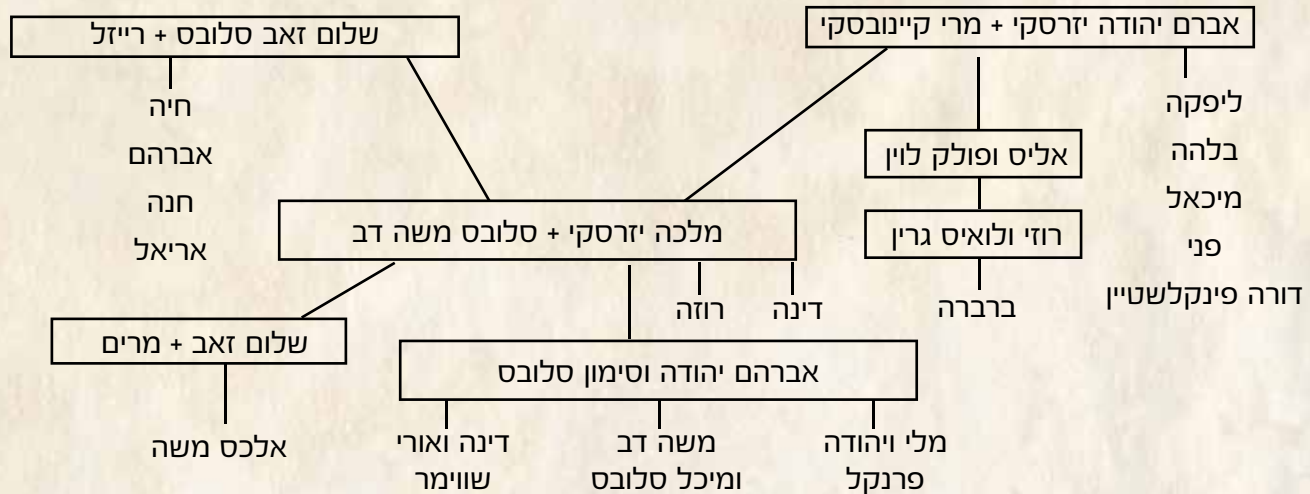 אברם יהודה יזרסקי + מרי קיינובסקי
שלום זאב סלובס + רייזל
ליפקה
בלהה
מיכאל
פני
דורה פינקלשטיין
אליס ופולק לוין
רוזי ולואיס גרין
ברברה
חיה
אברהם
חנה
אריאל
מלכה יזרסקי + סלובס משה דב
דינה
רוזה
אברהם יהודה וסימון סלובס
שלום זאב + מרים
מלי ויהודה
פרנקל
משה דב
ומיכל סלובס
דינה ואורי
שווימר
אלכס משה